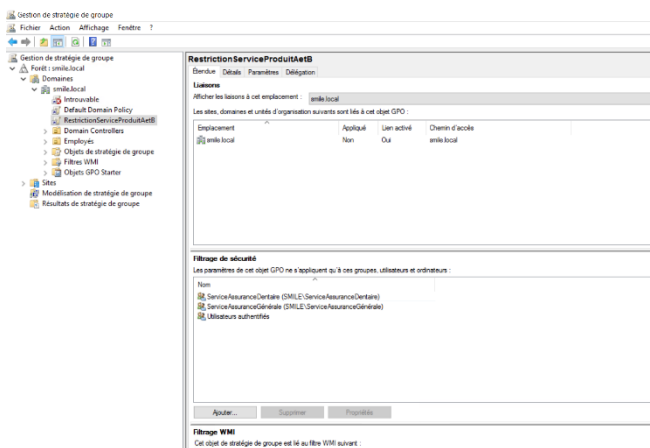 Gestion de stratégie de groupe
Fichier Action Affichage Fenêtre ?
Gestion de stratégie de groupe
Forêt : smile.local
Domaines
smile.local
Introuvable
Default Domain Policy
RestrictionServiceProduitAetB
Domain Controllers
Employés
Objets de stratégie de groupe
Filtres WMI
Objets GPO Starter
Sites
Modélisation de stratégie de groupe
Résultats de stratégie de groupe
RestrictionServiceProduitAetB
Étendue Détails Paramètres Délégation
Liaisons
Afficher les liaisons à cet emplacement : smile.local
Les sites, domaines et unités d'organisation suivants sont liés à cet objet GPO :
Emplacement Appliqué Lien activé Chemin d'accès
smile.local Non Oui smile.local
Filtrage de sécurité
Les paramètres de cet objet GPO ne s'appliquent qu'à ces groupes, utilisateurs et ordinateurs :
Nom
ServiceAssuranceDentaire (SMILE\ServiceAssuranceDentaire)
ServiceAssuranceGénérale (SMILE\ServiceAssuranceGénérale)
Utilisateurs authentifiés
Ajouter... Supprimer Propriétés
Filtrage WMI
Cet objet de stratégie de groupe est lié au filtre WMI suivant :